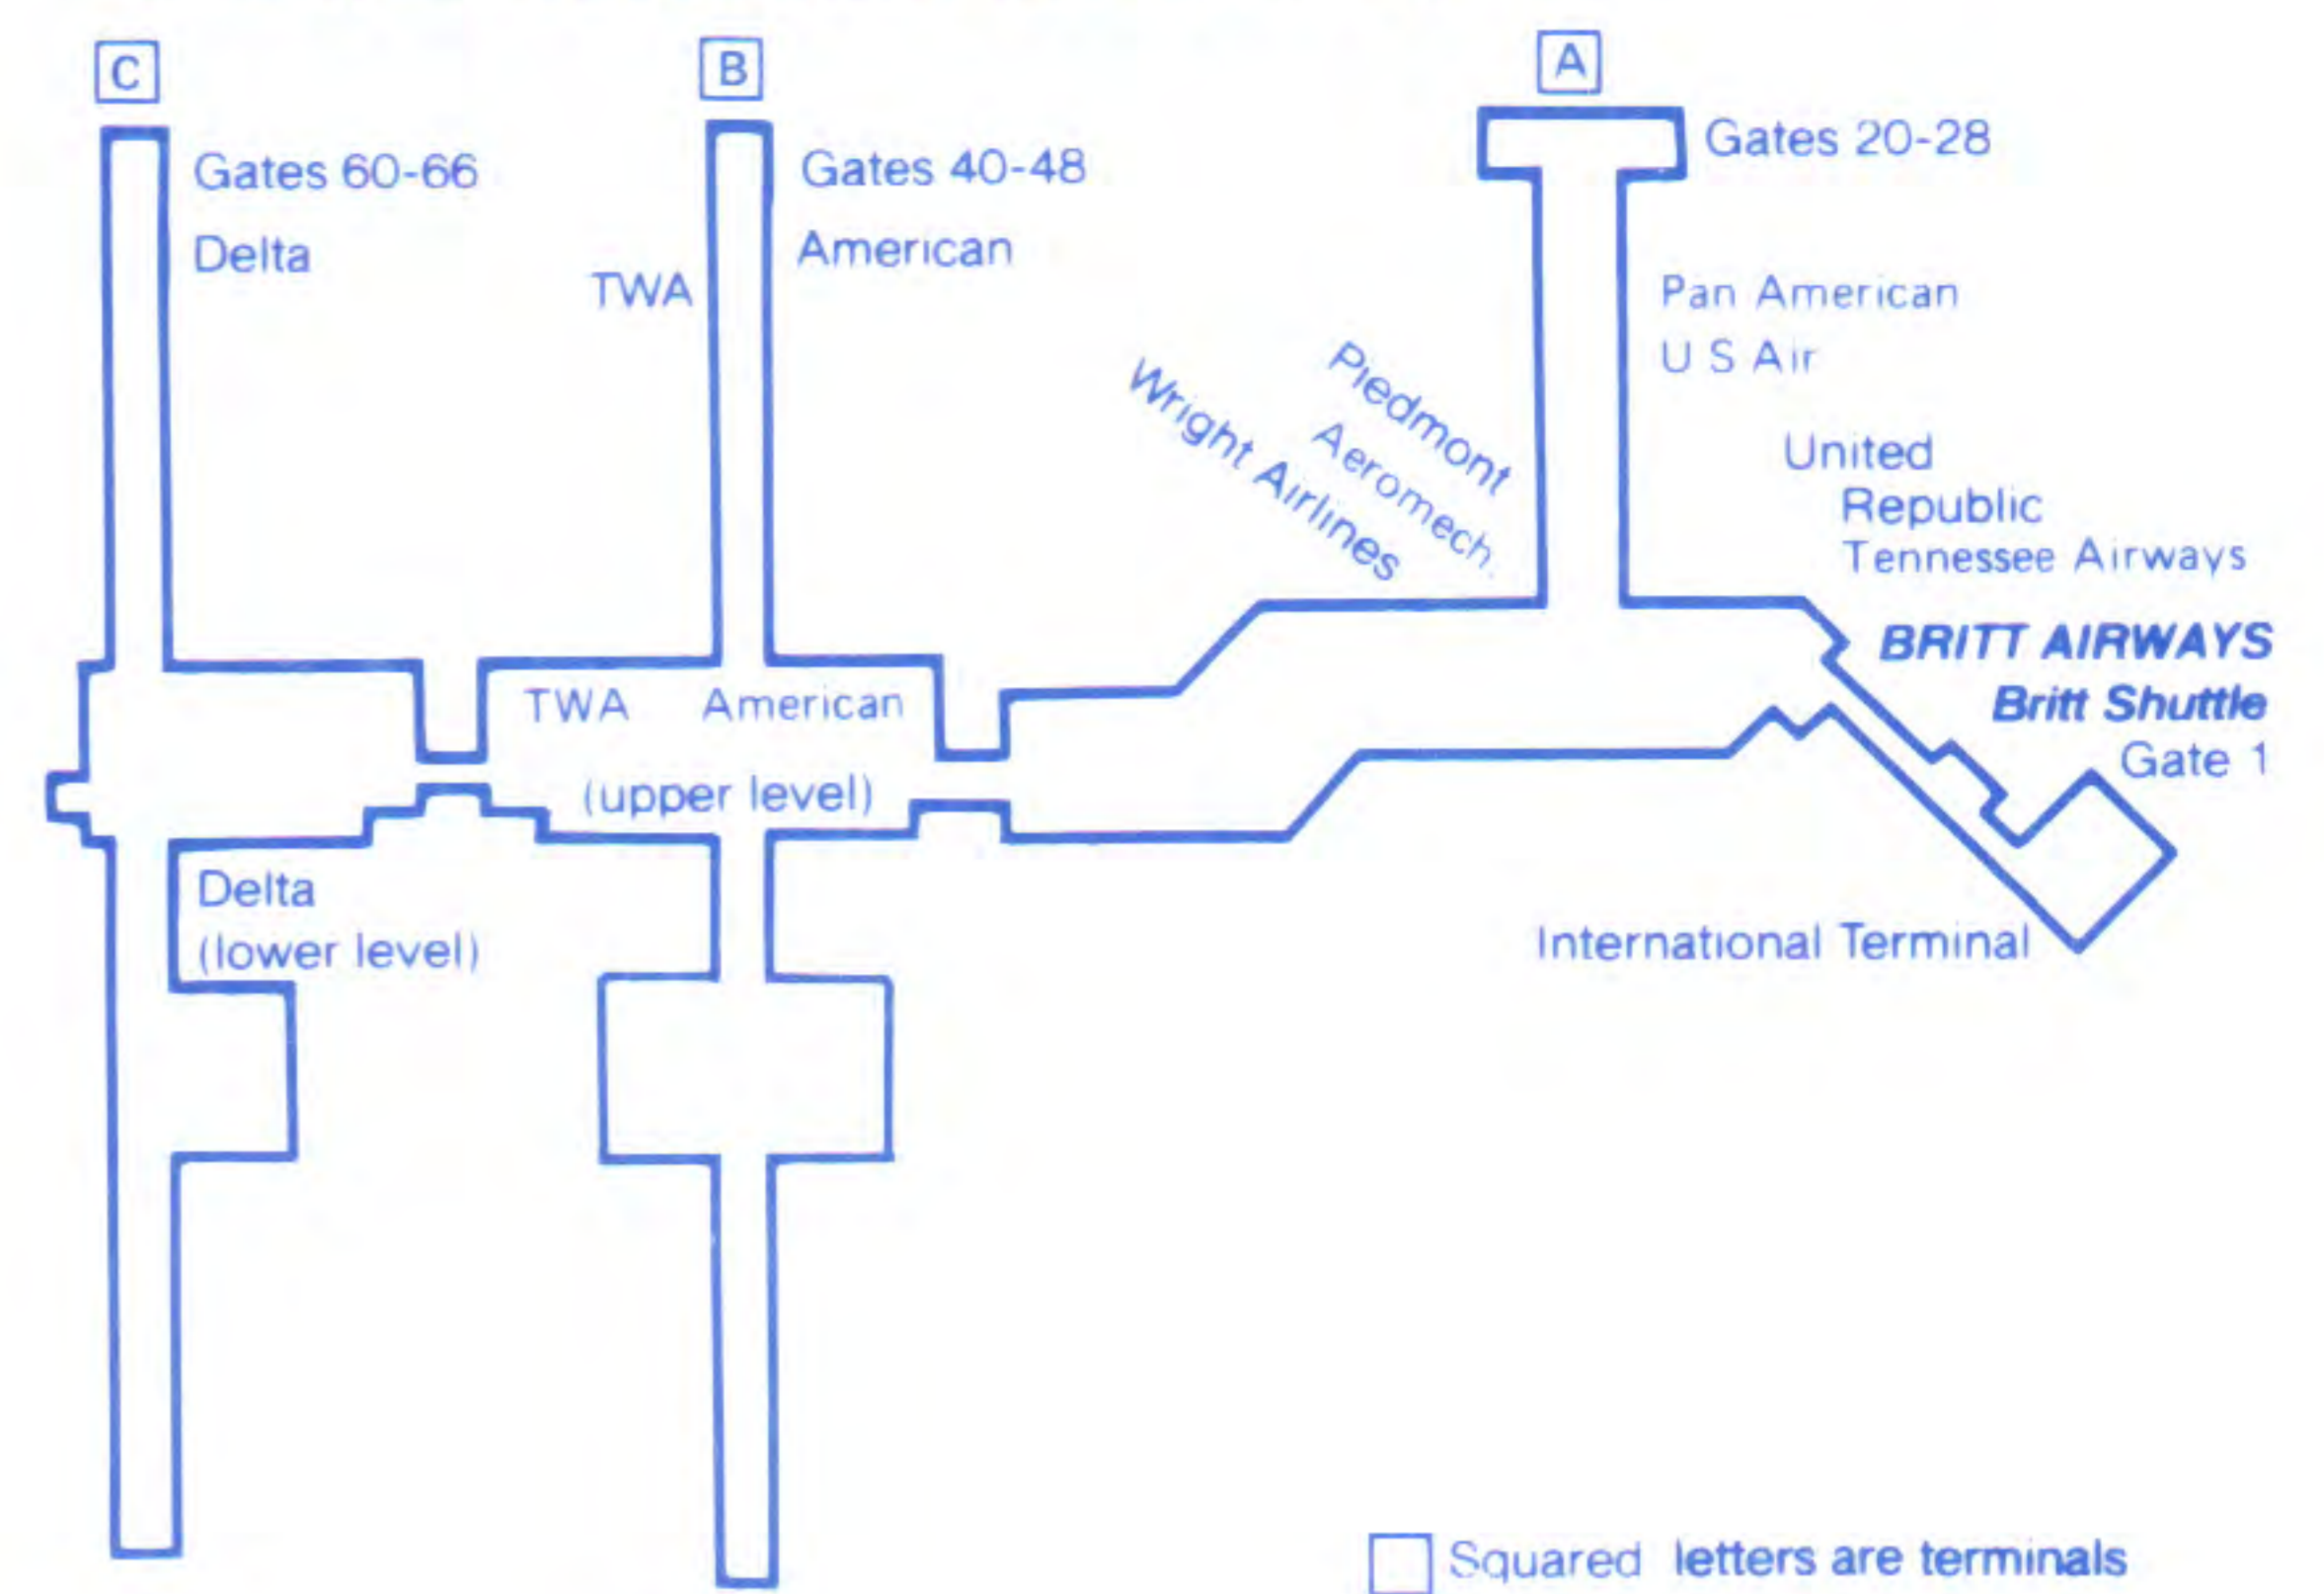 C
B
A
Gates 60-66
Delta
Gates 40-48
American
TWA
Gates 20-28
Pan American
U S Air
Piedmont
Aeromech.
Wright Airlines
United
Republic
Tennessee Airways
BRITT AIRWAYS
Britt Shuttle
Gate 1
TWA American
(upper level)
Delta
(lower level)
International Terminal
Squared letters are terminals